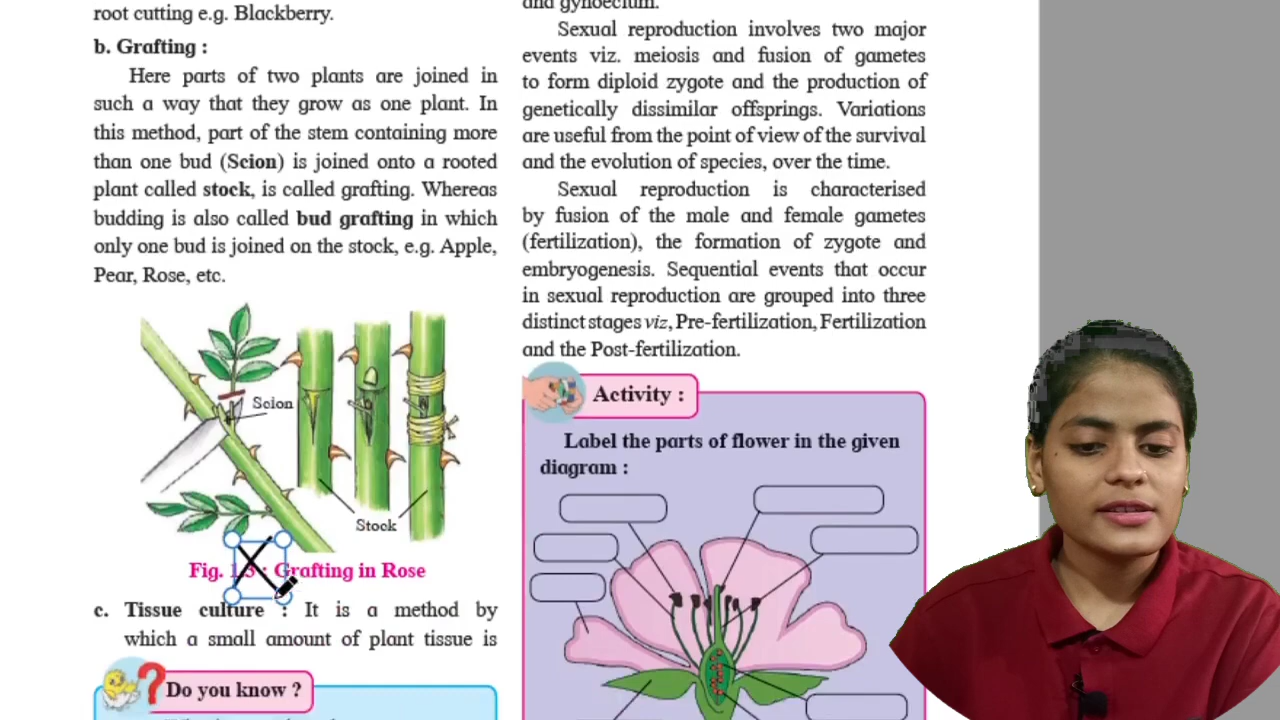 root cutting e.g. Blackberry.
b. Grafting :
Here parts of two plants are joined in
such a way that they grow as one plant. In
this method, part of the stem containing more
than one bud (Scion) is joined onto a rooted
plant called stock, is called grafting. Whereas
budding is also called bud grafting in which
only one bud is joined on the stock, e.g. Apple,
Pear, Rose, etc.
Scion
Stock
Fig. Grafting in Rose
c. Tissue culture : It is a method by
which a small amount of plant tissue is
Do you know ?
and gynoecium.
Sexual reproduction involves two major
events viz. meiosis and fusion of gametes
to form diploid zygote and the production of
genetically dissimilar offsprings. Variations
are useful from the point of view of the survival
and the evolution of species, over the time.
Sexual reproduction is characterised
by fusion of the male and female gametes
(fertilization), the formation of zygote and
embryogenesis. Sequential events that occur
in sexual reproduction are grouped into three
distinct stages viz, Pre-fertilization, Fertilization
and the Post-fertilization.
Activity :
Label the parts of flower in the given
diagram :